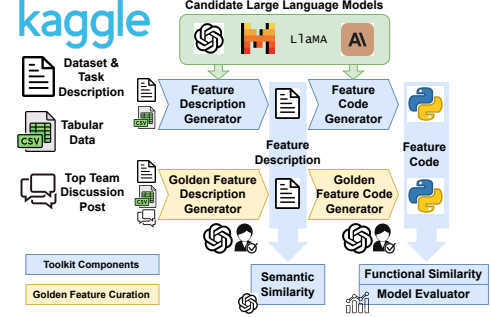 kaggle
Candidate Large Language Models
LlaMA
A\
Dataset &
Task
Description
Feature
Description
Generator
Feature
Code
Generator
CSV
Tabular
Data
CSV
Feature
Description
Feature
Code
Top Team
Discussion
Post
CSV
Golden Feature
Description
Generator
Golden
Feature Code
Generator
Toolkit Components
Golden Feature Curation
Semantic
Similarity
Functional Similarity
Model Evaluator